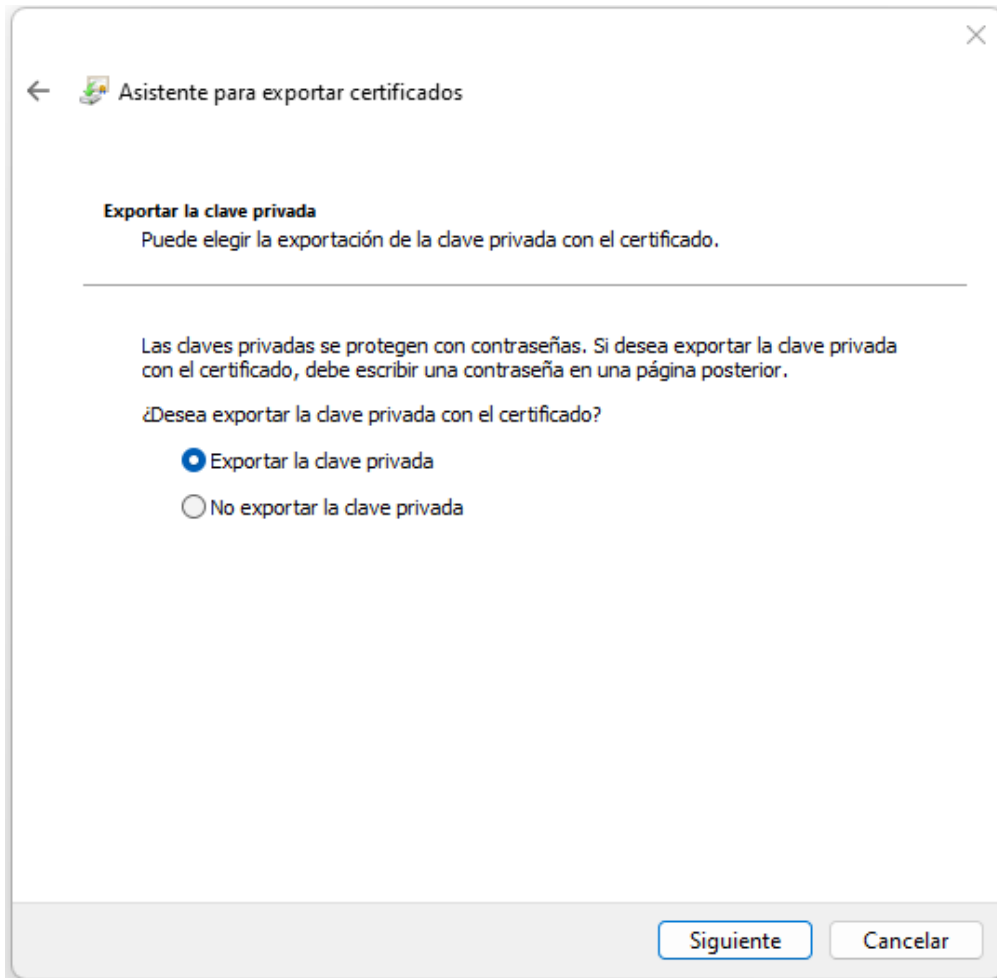 Asistente para exportar certificados
Exportar la clave privada
Puede elegir la exportación de la clave privada con el certificado.
Las claves privadas se protegen con contraseñas. Si desea exportar la clave privada
con el certificado, debe escribir una contraseña en una página posterior.
¿Desea exportar la clave privada con el certificado?
Exportar la clave privada
No exportar la clave privada
Siguiente
Cancelar